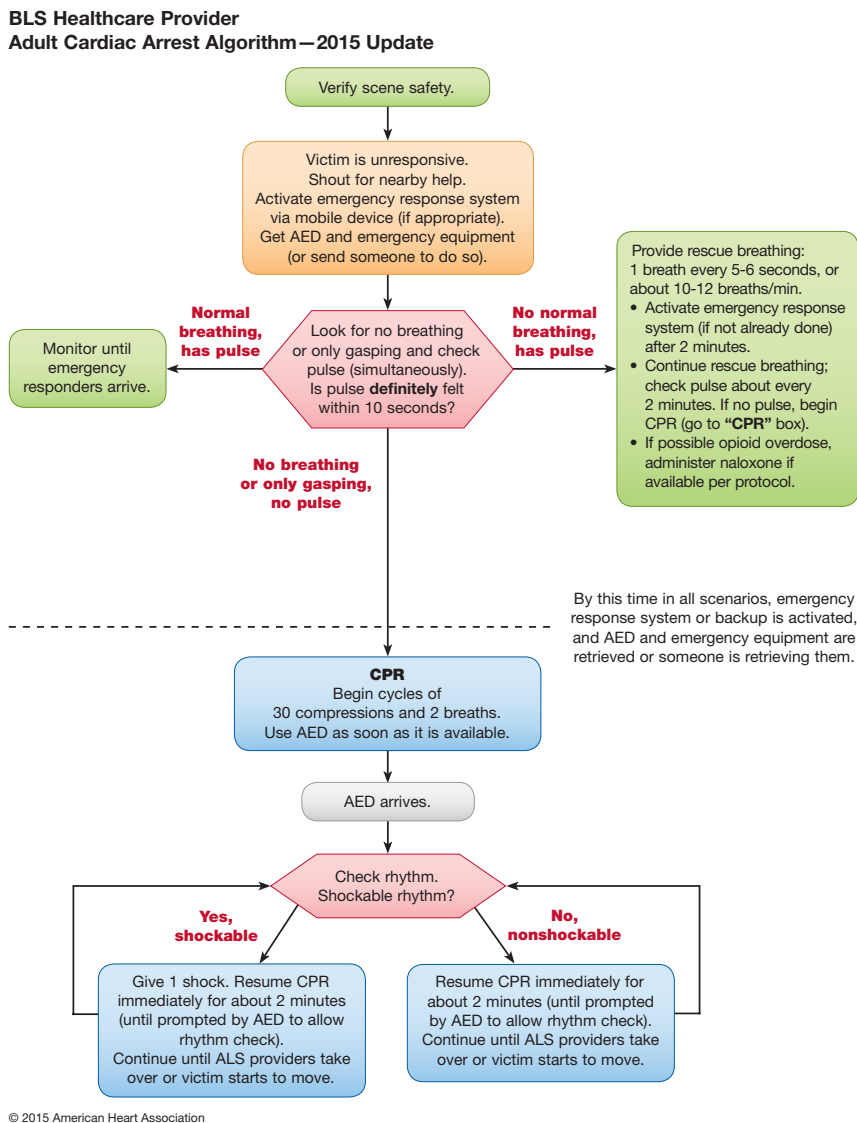 BLS Healthcare Provider
Adult Cardiac Arrest Algorithm—2015 Update
Verify scene safety.
Victim is unresponsive.
Shout for nearby help.
Activate emergency response system
via mobile device (if appropriate).
Get AED and emergency equipment
(or send someone to do so).
Normal
breathing,
has pulse
Look for no breathing
or only gasping and check
pulse (simultaneously).
Is pulse definitely felt
within 10 seconds?
No normal
breathing,
has pulse
Monitor until
emergency
responders arrive.
Provide rescue breathing:
1 breath every 5-6 seconds, or
about 10-12 breaths/min.
• Activate emergency response
system (if not already done)
after 2 minutes.
• Continue rescue breathing;
check pulse about every
2 minutes. If no pulse, begin
CPR (go to “CPR” box).
• If possible opioid overdose,
administer naloxone if
available per protocol.
No breathing
or only gasping,
no pulse
By this time in all scenarios, emergency
response system or backup is activated,
and AED and emergency equipment are
retrieved or someone is retrieving them.
CPR
Begin cycles of
30 compressions and 2 breaths.
Use AED as soon as it is available.
AED arrives.
Check rhythm.
Shockable rhythm?
Yes,
shockable
No,
nonshockable
Give 1 shock. Resume CPR
immediately for about 2 minutes
(until prompted by AED to allow
rhythm check).
Continue until ALS providers take
over or victim starts to move.
Resume CPR immediately for
about 2 minutes (until prompted
by AED to allow rhythm check).
Continue until ALS providers take
over or victim starts to move.
© 2015 American Heart Association